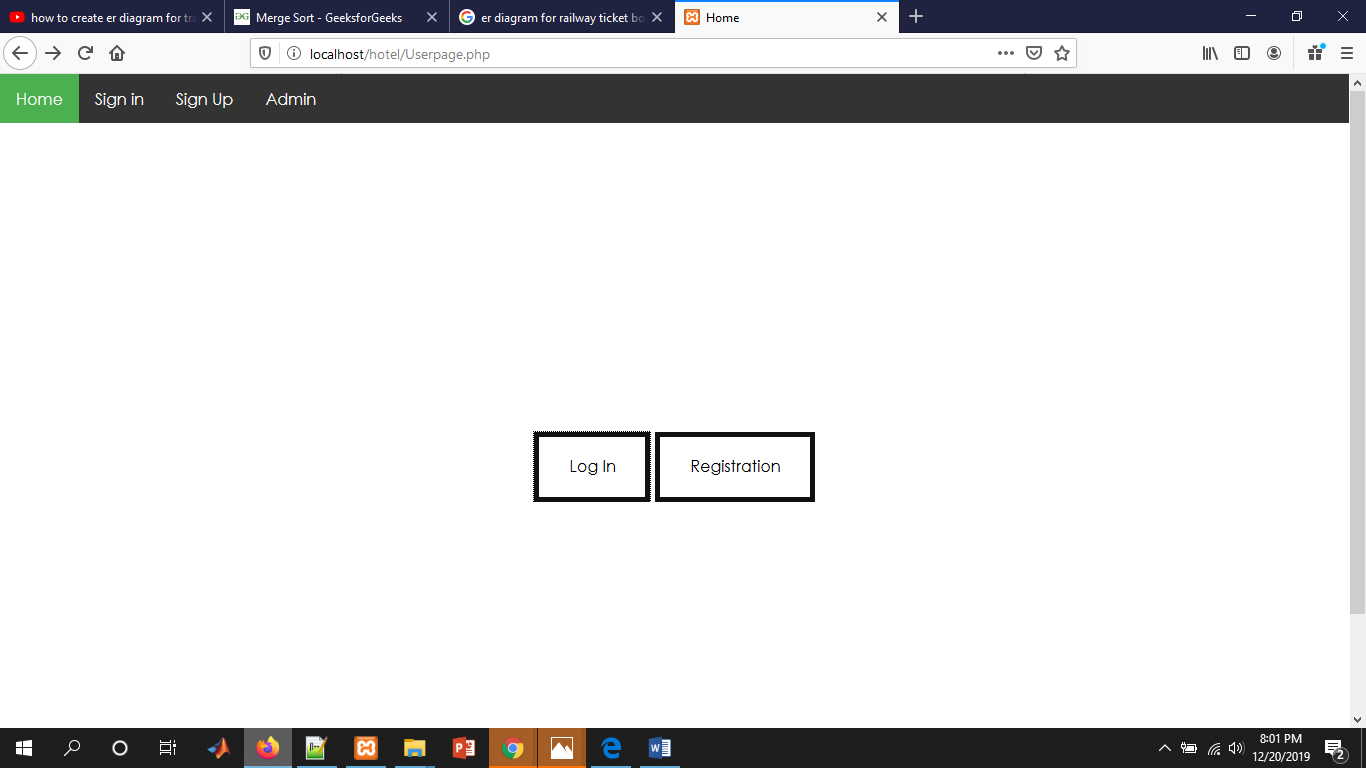 how to create er diagram for tra
Merge Sort - GeeksforGeeks
er diagram for railway ticket bo
Home
localhost/hotel/Userpage.php
Home Sign in Sign Up Admin
Log In
Registration
8:01 PM
12/20/2019
2